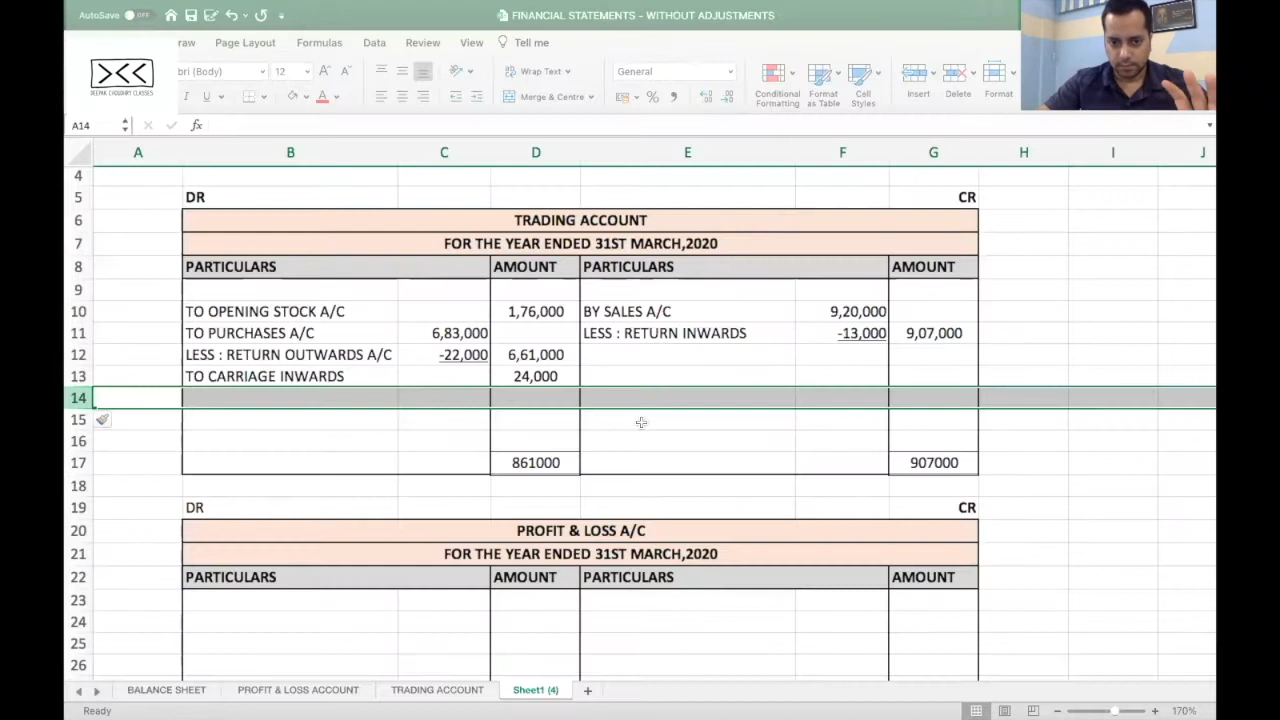 AutoSave OFF
FINANCIAL STATEMENTS - WITHOUT ADJUSTMENTS
raw Page Layout Formulas Data Review View Tell me
DEEPAK CHOUDHRY CLASSES
bri (Body) 12 A A Wrap Text General
I U A Merge & Centre % Conditional Formatting Format as Table Cell Styles Insert Delete Format
A14 fx
A B C D E F G H I J
4
5 DR CR
6 TRADING ACCOUNT
7 FOR THE YEAR ENDED 31ST MARCH,2020
8 PARTICULARS AMOUNT PARTICULARS AMOUNT
9
10 TO OPENING STOCK A/C 1,76,000 BY SALES A/C 9,20,000
11 TO PURCHASES A/C 6,83,000 LESS : RETURN INWARDS -13,000 9,07,000
12 LESS : RETURN OUTWARDS A/C -22,000 6,61,000
13 TO CARRIAGE INWARDS 24,000
14
15
16
17 861000 907000
18
19 DR CR
20 PROFIT & LOSS A/C
21 FOR THE YEAR ENDED 31ST MARCH,2020
22 PARTICULARS AMOUNT PARTICULARS AMOUNT
23
24
25
26
BALANCE SHEET PROFIT & LOSS ACCOUNT TRADING ACCOUNT Sheet1 (4) +
Ready 170%